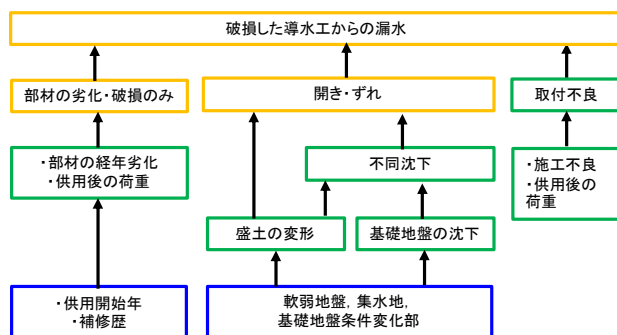 破損した導水工からの漏水
部材の劣化・破損のみ
開き・ずれ
取付不良
・部材の経年劣化
・供用後の荷重
不同沈下
・施工不良
・供用後の
荷重
盛土の変形
基礎地盤の沈下
・供用開始年
・補修歴
軟弱地盤, 集水地,
基礎地盤条件変化部